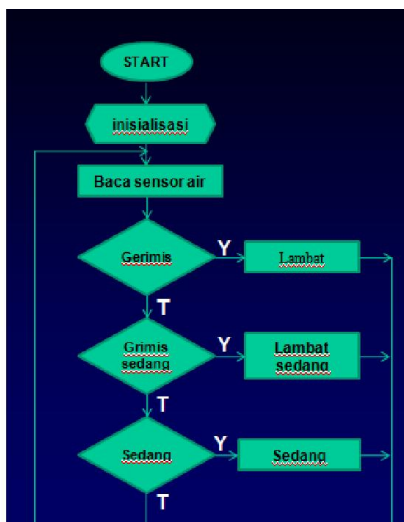 START
inisialisasi
Baca sensor air
Gerimis
Y
Lambat
T
Grimis
sedang
Y
Lambat
sedang
T
Sedang
Y
Sedang
T